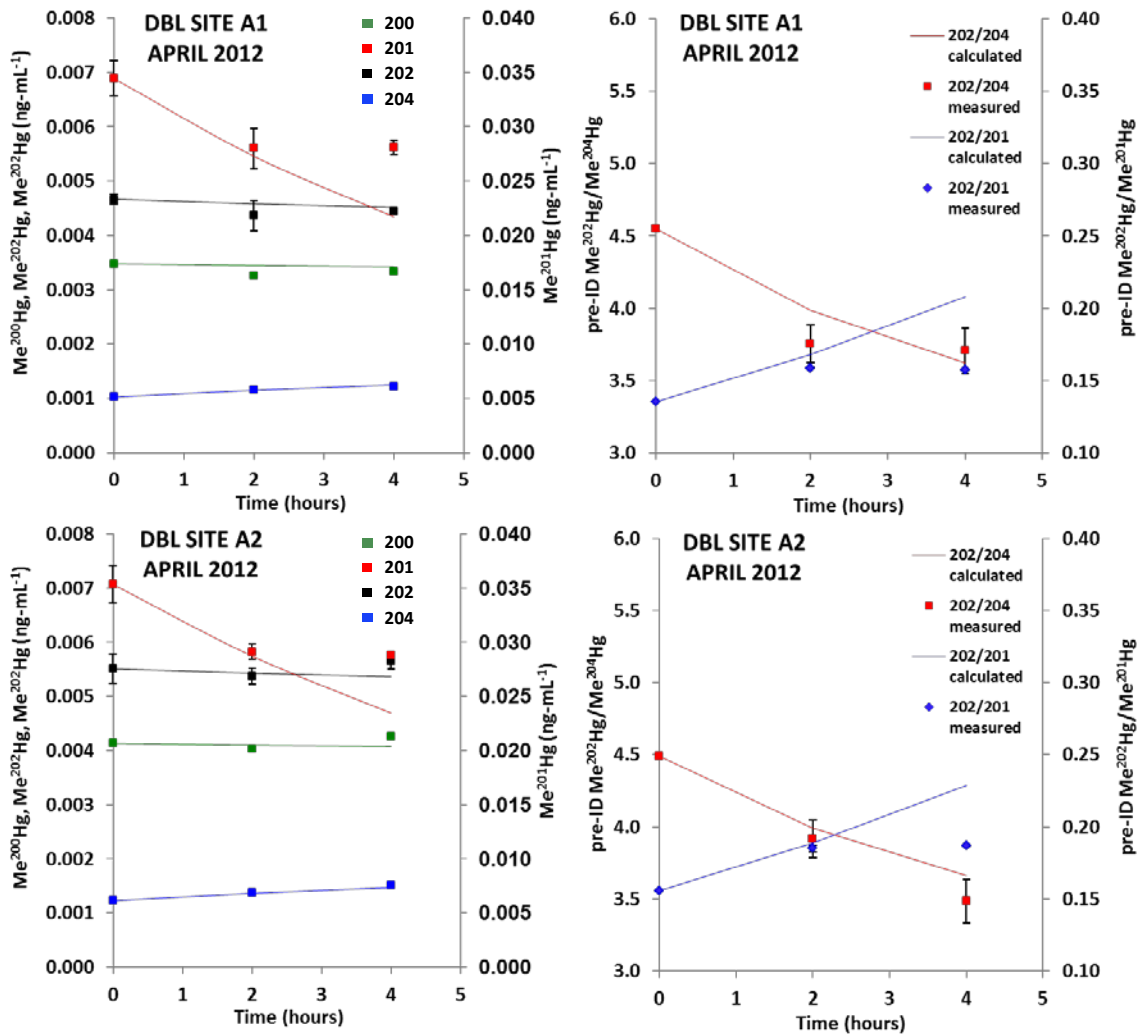 DBL SITE A1
APRIL 2012
200
201
202
204
0.008
0.007
0.006
0.005
0.004
0.003
0.002
0.001
0.000
Me²⁰⁰Hg, Me²⁰²Hg, Me²⁰²Hg (ng-mL⁻¹)
0.040
0.035
0.030
0.025
0.020
0.015
0.010
0.005
0.000
Me²⁰¹Hg (ng-mL⁻¹)
0 1 2 3 4 5
Time (hours)
DBL SITE A1
APRIL 2012
202/204
calculated
202/204
measured
202/201
calculated
202/201
measured
6.0
5.5
5.0
4.5
4.0
3.5
3.0
pre-ID Me²⁰²Hg/Me²⁰⁴Hg
0.40
0.35
0.30
0.25
0.20
0.15
0.10
pre-ID Me²⁰²Hg/Me²⁰¹Hg
0 1 2 3 4 5
Time (hours)
DBL SITE A2
APRIL 2012
200
201
202
204
0.008
0.007
0.006
0.005
0.004
0.003
0.002
0.001
0.000
Me²⁰⁰Hg, Me²⁰²Hg, Me²⁰²Hg (ng-mL⁻¹)
0.040
0.035
0.030
0.025
0.020
0.015
0.010
0.005
0.000
Me²⁰¹Hg (ng-mL⁻¹)
0 1 2 3 4 5
Time (hours)
DBL SITE A2
APRIL 2012
202/204
calculated
202/204
measured
202/201
calculated
202/201
measured
6.0
5.5
5.0
4.5
4.0
3.5
3.0
pre-ID Me²⁰²Hg/Me²⁰⁴Hg
0.40
0.35
0.30
0.25
0.20
0.15
0.10
pre-ID Me²⁰²Hg/Me²⁰¹Hg
0 1 2 3 4 5
Time (hours)